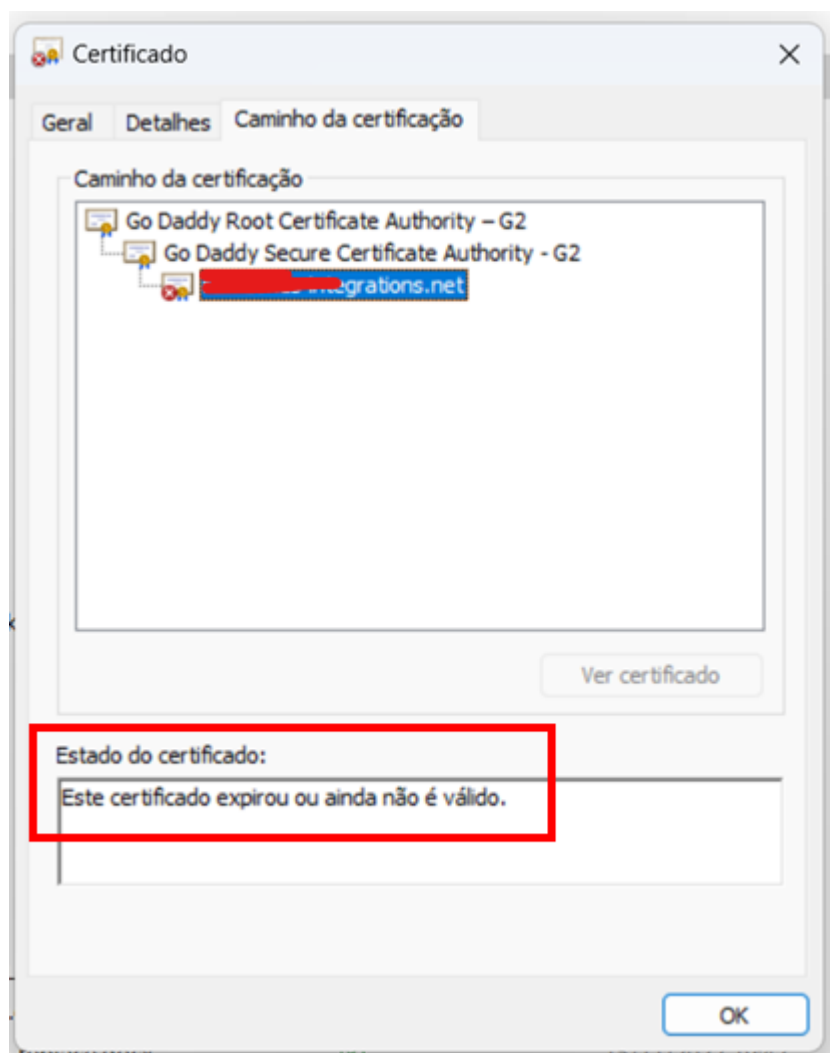 Certificado
Geral
Detalhes
Caminho da certificação
Caminho da certificação
Go Daddy Root Certificate Authority – G2
Go Daddy Secure Certificate Authority - G2
integrations.net
Ver certificado
Estado do certificado:
Este certificado expirou ou ainda não é válido.
OK